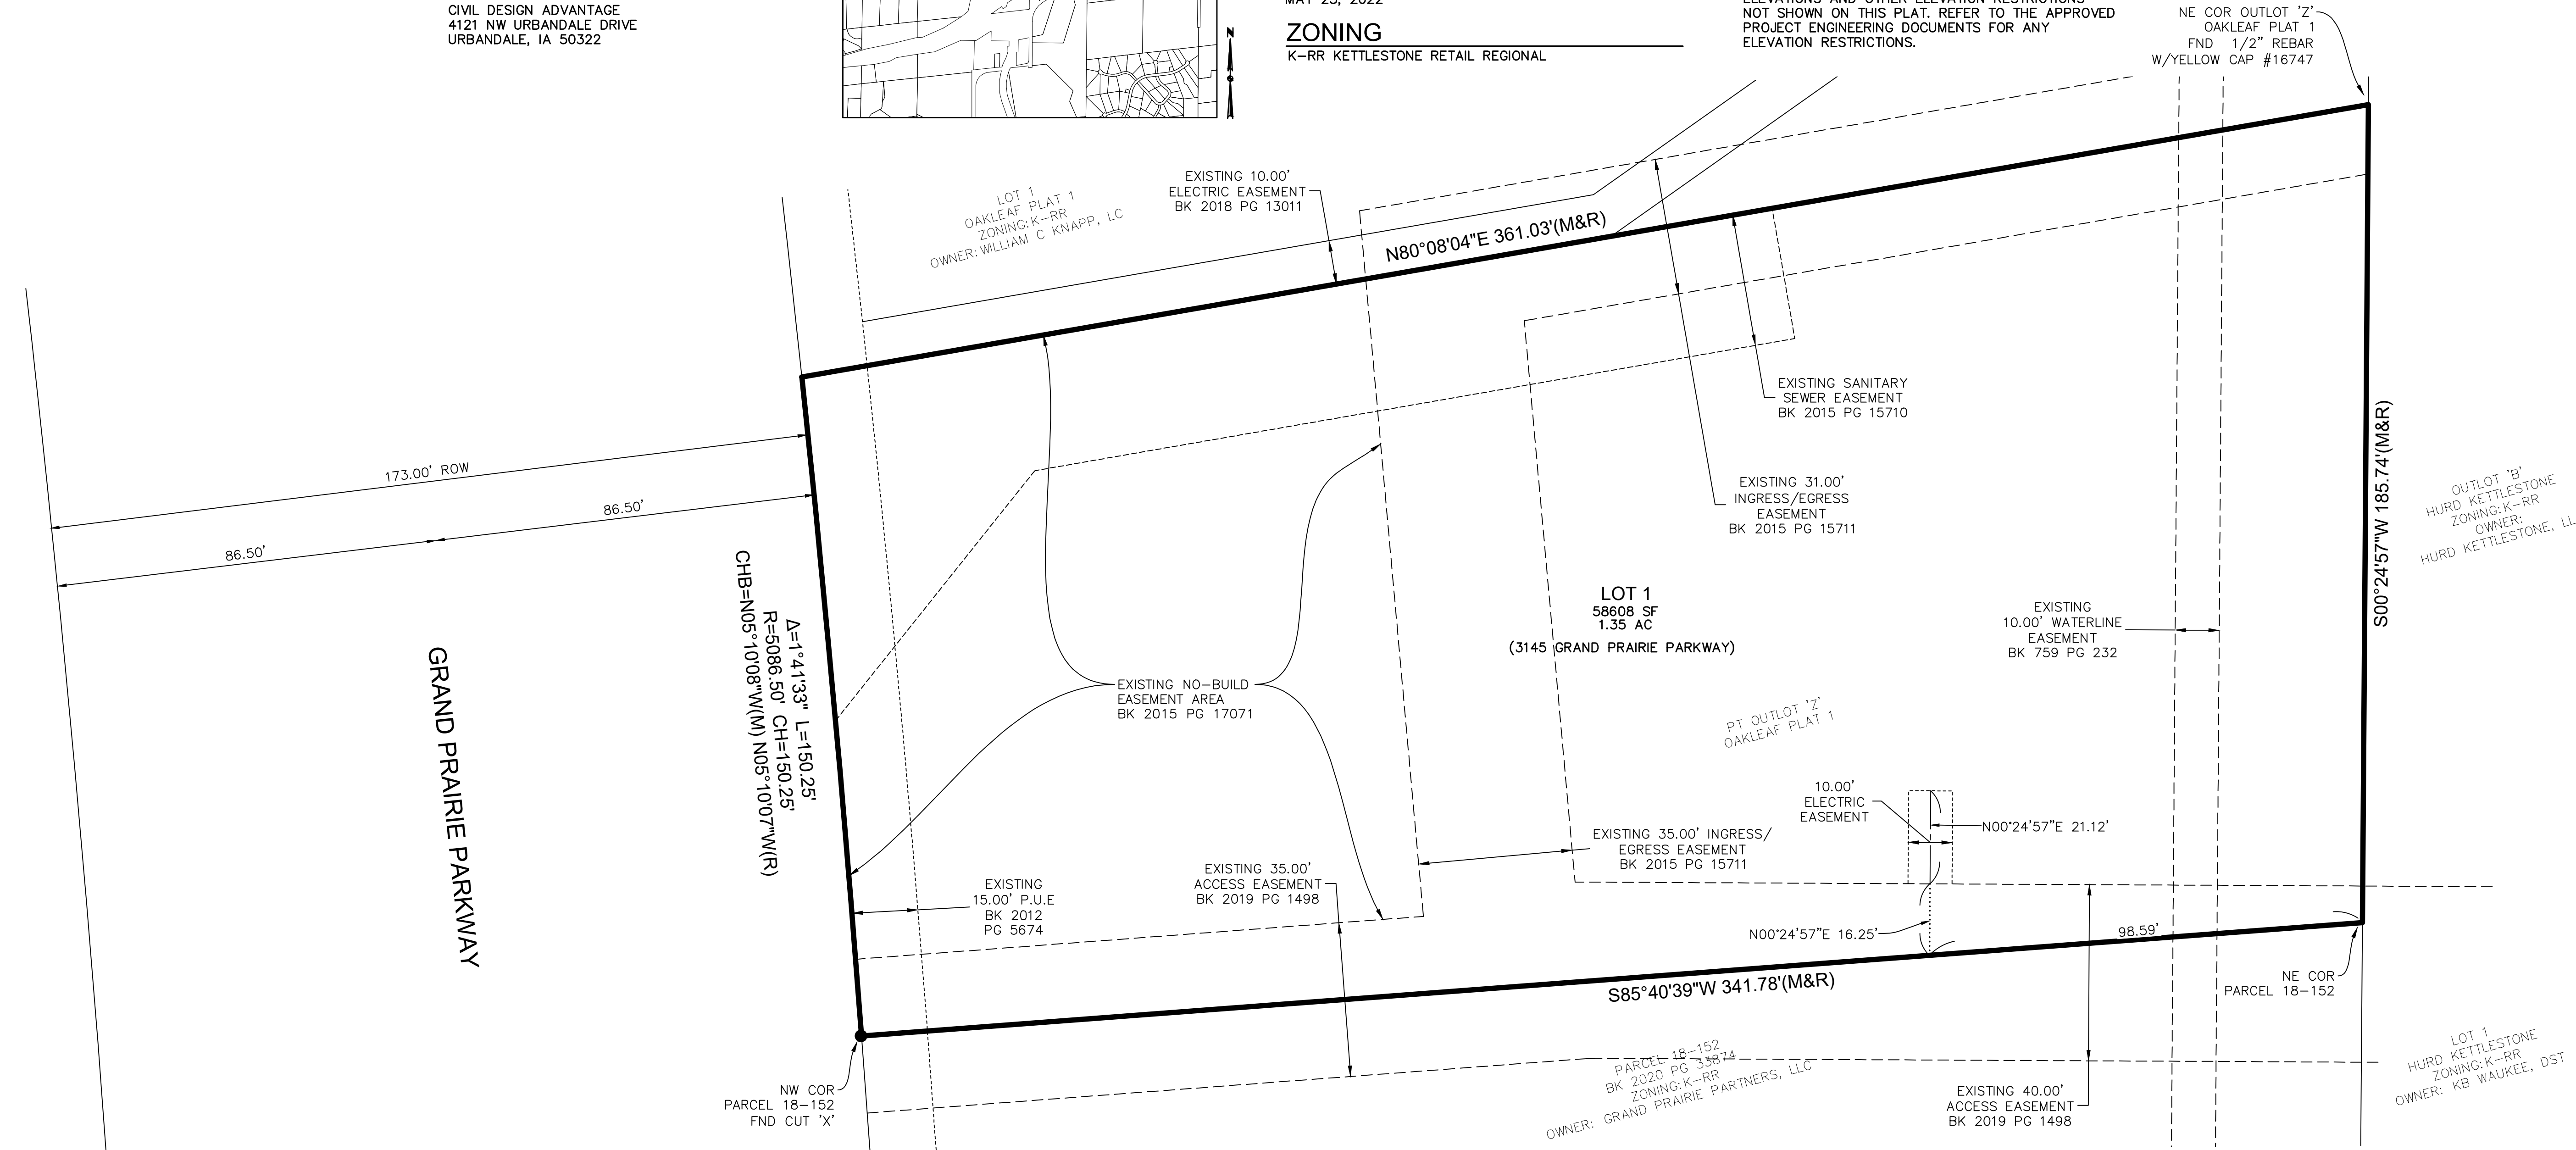 CIVIL DESIGN ADVANTAGE
4121 NW URBANDALE DRIVE
URBANDALE, IA 50322
N
ZONING
K-RR KETTLESTONE RETAIL REGIONAL
NOT SHOWN ON THIS PLAT. REFER TO THE APPROVED
PROJECT ENGINEERING DOCUMENTS FOR ANY
ELEVATION RESTRICTIONS.
NE COR OUTLOT 'Z'
OAKLEAF PLAT 1
FND 1/2" REBAR
W/YELLOW CAP #16747
LOT 1
OAKLEAF PLAT 1
ZONING:K-RR
OWNER:WILLIAM C KNAPP, LC
EXISTING 10.00'
ELECTRIC EASEMENT
BK 2018 PG 13011
N80°08'04"E 361.03'(M&R)
EXISTING SANITARY
SEWER EASEMENT
BK 2015 PG 15710
EXISTING 31.00'
INGRESS/EGRESS
EASEMENT
BK 2015 PG 15711
173.00' ROW
86.50'
86.50'
GRAND PRAIRIE PARKWAY
Δ=1°41'33" L=150.25'
R=5086.50' CH=150.25'
CHB=N05°10'08"W(M) N05°10'07"W(R)
S00°24'57"W 185.74'(M&R)
OUTLOT 'B'
HURD KETTLESTONE
ZONING:K-RR
OWNER:
HURD KETTLESTONE, LL
LOT 1
58608 SF
1.35 AC
(3145 GRAND PRAIRIE PARKWAY)
EXISTING
10.00' WATERLINE
EASEMENT
BK 759 PG 232
EXISTING NO-BUILD
EASEMENT AREA
BK 2015 PG 17071
PT OUTLOT 'Z'
OAKLEAF PLAT 1
10.00'
ELECTRIC
EASEMENT
N00°24'57"E 21.12'
EXISTING 35.00' INGRESS/
EGRESS EASEMENT
BK 2015 PG 15711
EXISTING 35.00'
ACCESS EASEMENT
BK 2019 PG 1498
EXISTING
15.00' P.U.E
BK 2012
PG 5674
N00°24'57"E 16.25'
98.59'
S85°40'39"W 341.78'(M&R)
NE COR
PARCEL 18-152
NW COR
PARCEL 18-152
FND CUT 'X'
PARCEL 18-152
BK 2020 PG 33874
ZONING:K-RR
OWNER: GRAND PRAIRIE PARTNERS, LLC
EXISTING 40.00'
ACCESS EASEMENT
BK 2019 PG 1498
LOT 1
HURD KETTLESTONE
ZONING:K-RR
OWNER: KB WAUKEE, DST